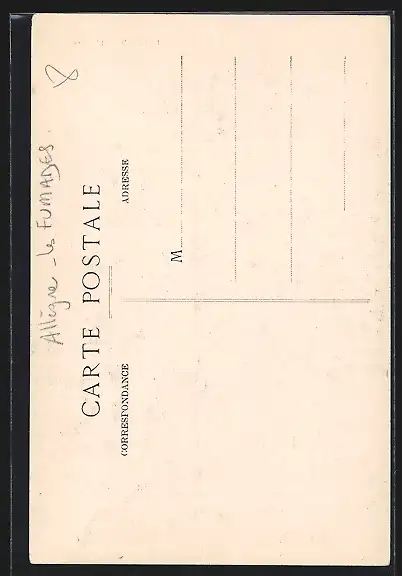 Allègre - les FUMADES
8
CARTE POSTALE
CORRESPONDANCE
ADRESSE
M